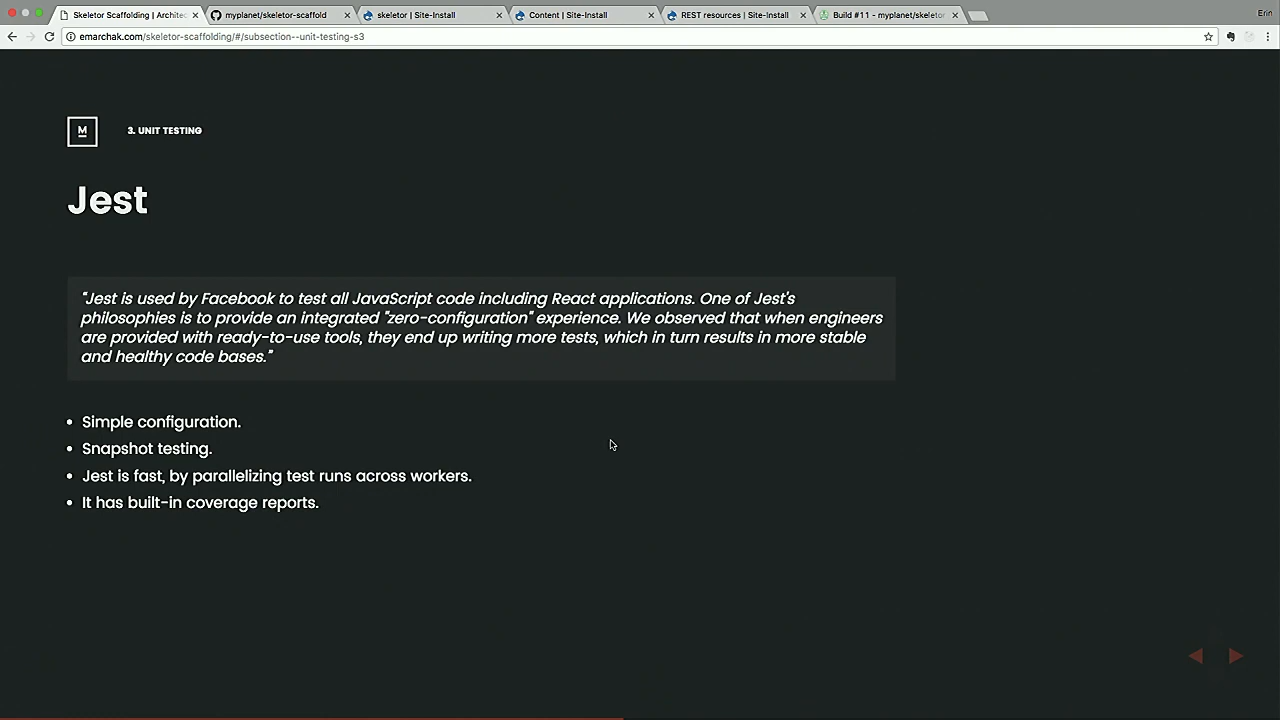 Skeletor Scaffolding | Architec
myplanet/skeletor-scaffold
skeletor | Site-Install
Content | Site-Install
REST resources | Site-Install
Build #11 - myplanet/skeletor
Erin
emarchak.com/skeletor-scaffolding/#/subsection--unit-testing-s3
M
3. UNIT TESTING
Jest
"Jest is used by Facebook to test all JavaScript code including React applications. One of Jest's
philosophies is to provide an integrated "zero-configuration" experience. We observed that when engineers
are provided with ready-to-use tools, they end up writing more tests, which in turn results in more stable
and healthy code bases."
• Simple configuration.
• Snapshot testing.
• Jest is fast, by parallelizing test runs across workers.
• It has built-in coverage reports.